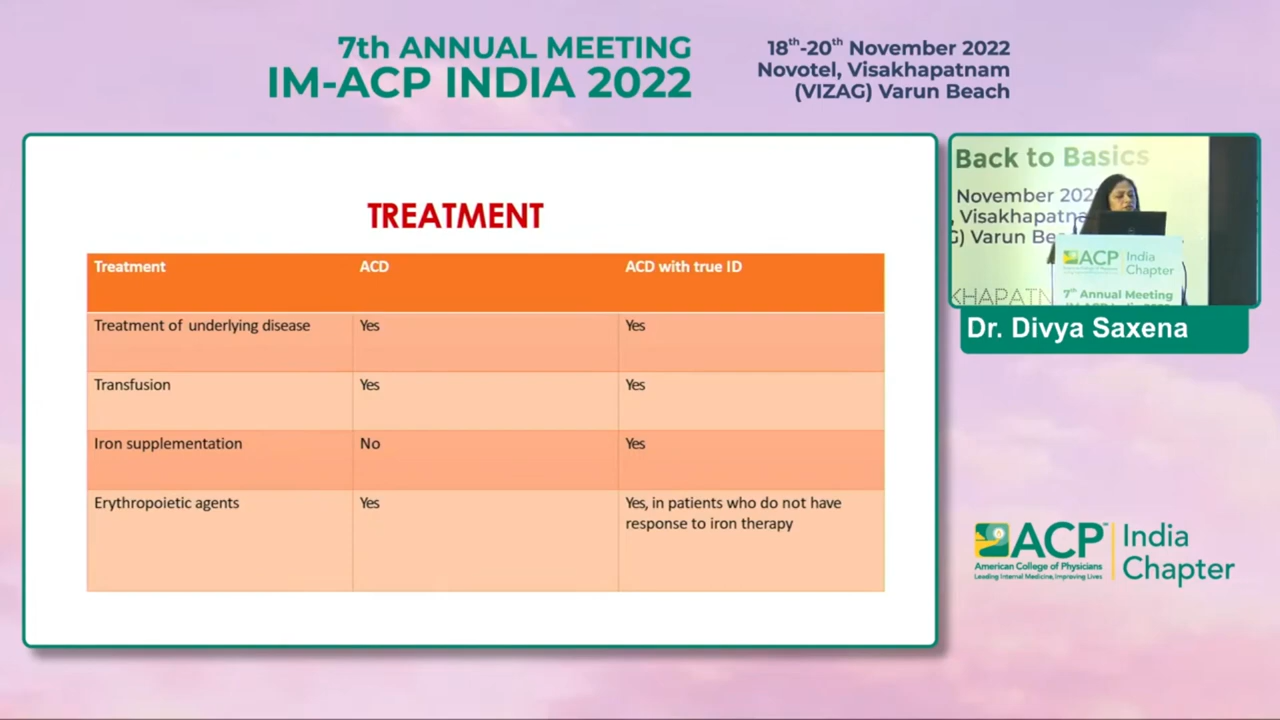 7th ANNUAL MEETING
IM-ACP INDIA 2022
18th-20th November 2022
Novotel, Visakhapatnam
(VIZAG) Varun Beach
TREATMENT
Treatment ACD ACD with true ID
Treatment of underlying disease Yes Yes
Transfusion Yes Yes
Iron supplementation No Yes
Erythropoietic agents Yes Yes, in patients who do not have
response to iron therapy
Back to Basics
November 202
, Visakhapatna
G) Varun Be
KHAPATN
ACP India
Chapter
7th Annual Meeting
Dr. Divya Saxena
ACP India
American College of Physicians Chapter
Leading Internal Medicine, Improving Lives